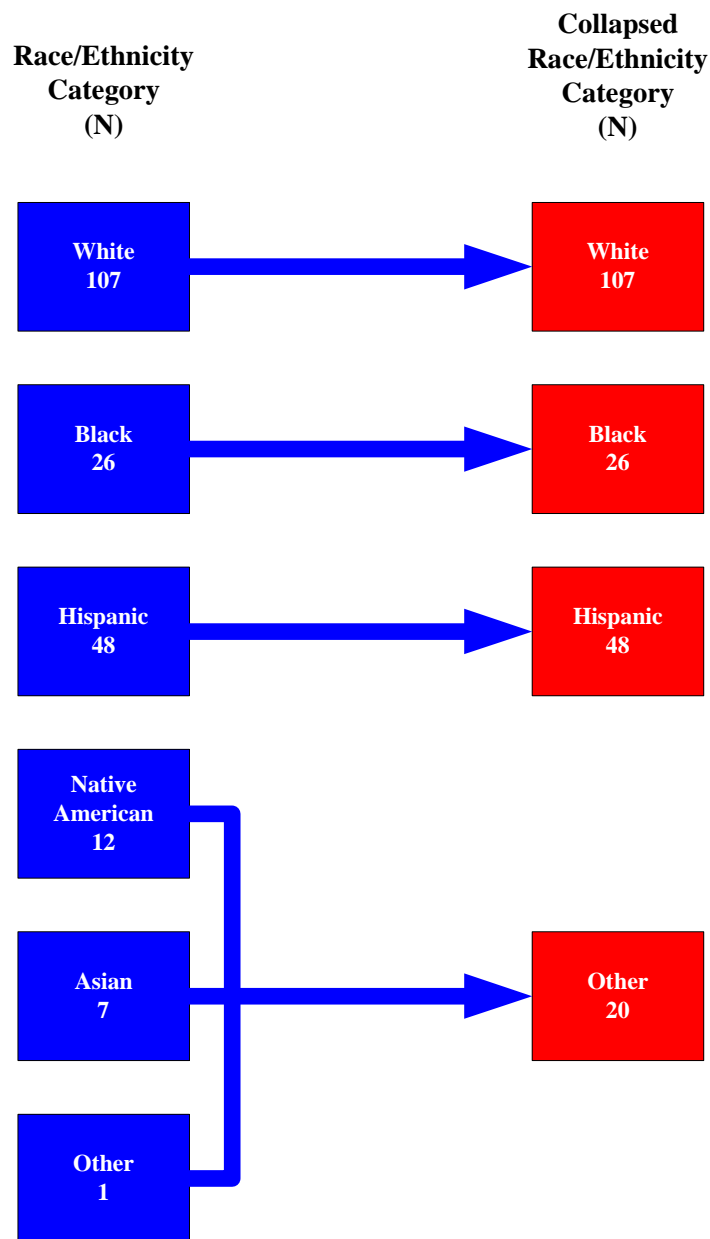 Race/Ethnicity
Category
(N)
Collapsed
Race/Ethnicity
Category
(N)
White
107
White
107
Black
26
Black
26
Hispanic
48
Hispanic
48
Native
American
12
Asian
7
Other
20
Other
1